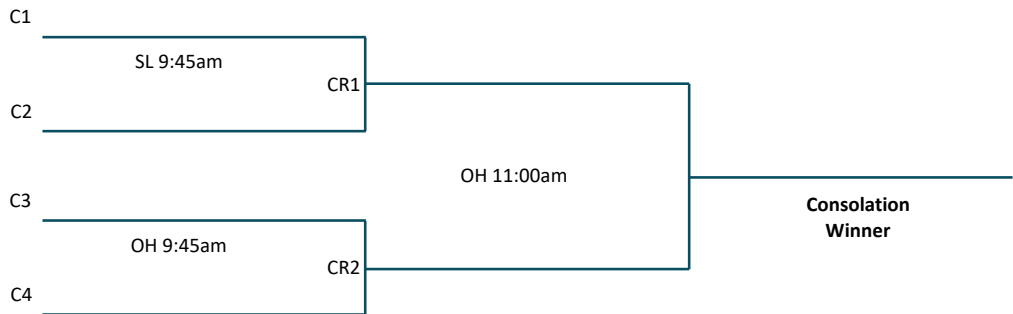 C1
SL 9:45am
CR1
C2
OH 11:00am
C3
Consolation
Winner
OH 9:45am
CR2
C4